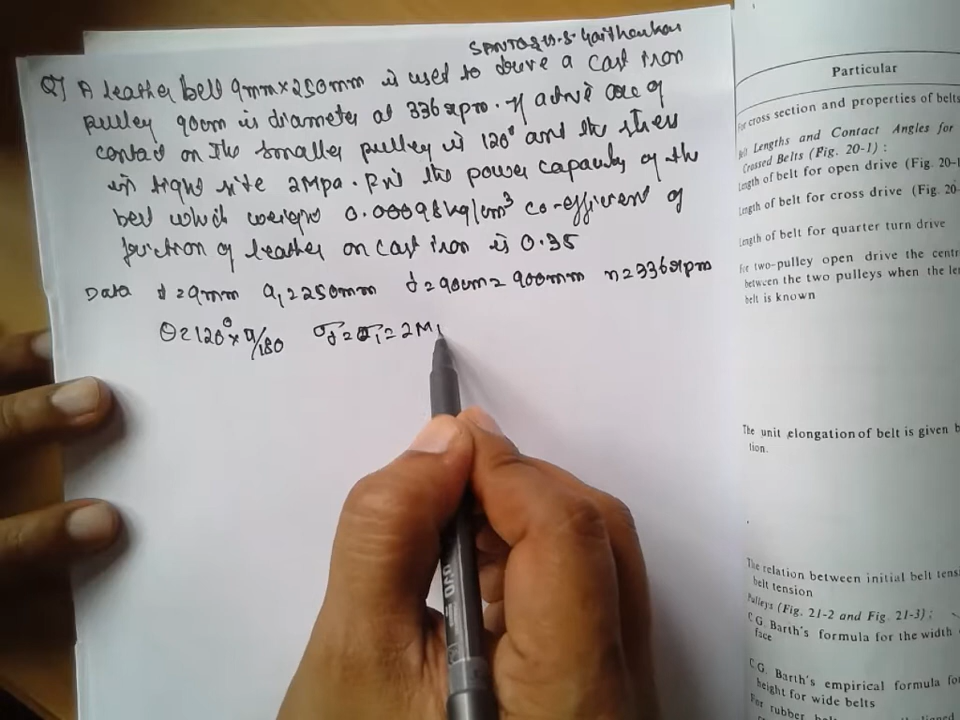 SANTOSH.S. Haithenkar
Q] A leather belt 9mm×250mm is used to drive a cast iron
pulley 90cm is diameter at 336rpm. If active arc of
contact on the smaller pulley is 120° and the stress
in tight site 2Mpa. Find the power capacity of the
belt which weighs 0.00098kg/cm³ co-efficient of
friction of leather on cast iron is 0.35
Data t=9mm a₁=250mm d=90cm=900mm n=336rpm
θ=120°×π/180 σ_f=σ₁=2M
Particular
For cross section and properties of belts
Belt Lengths and Contact Angles for
Crossed Belts (Fig. 20-1) :
Length of belt for open drive (Fig. 20-1
Length of belt for cross drive (Fig. 20-
Length of belt for quarter turn drive
For two-pulley open drive the centr
between the two pulleys when the len
belt is known
The unit elongation of belt is given b
tion.
The relation between initial belt tens
belt tension
Pulleys (Fig. 21-2 and Fig. 21-3) ;
C G. Barth's formula for the width
face
C G. Barth's empirical formula fo
height for wide belts
For rubber